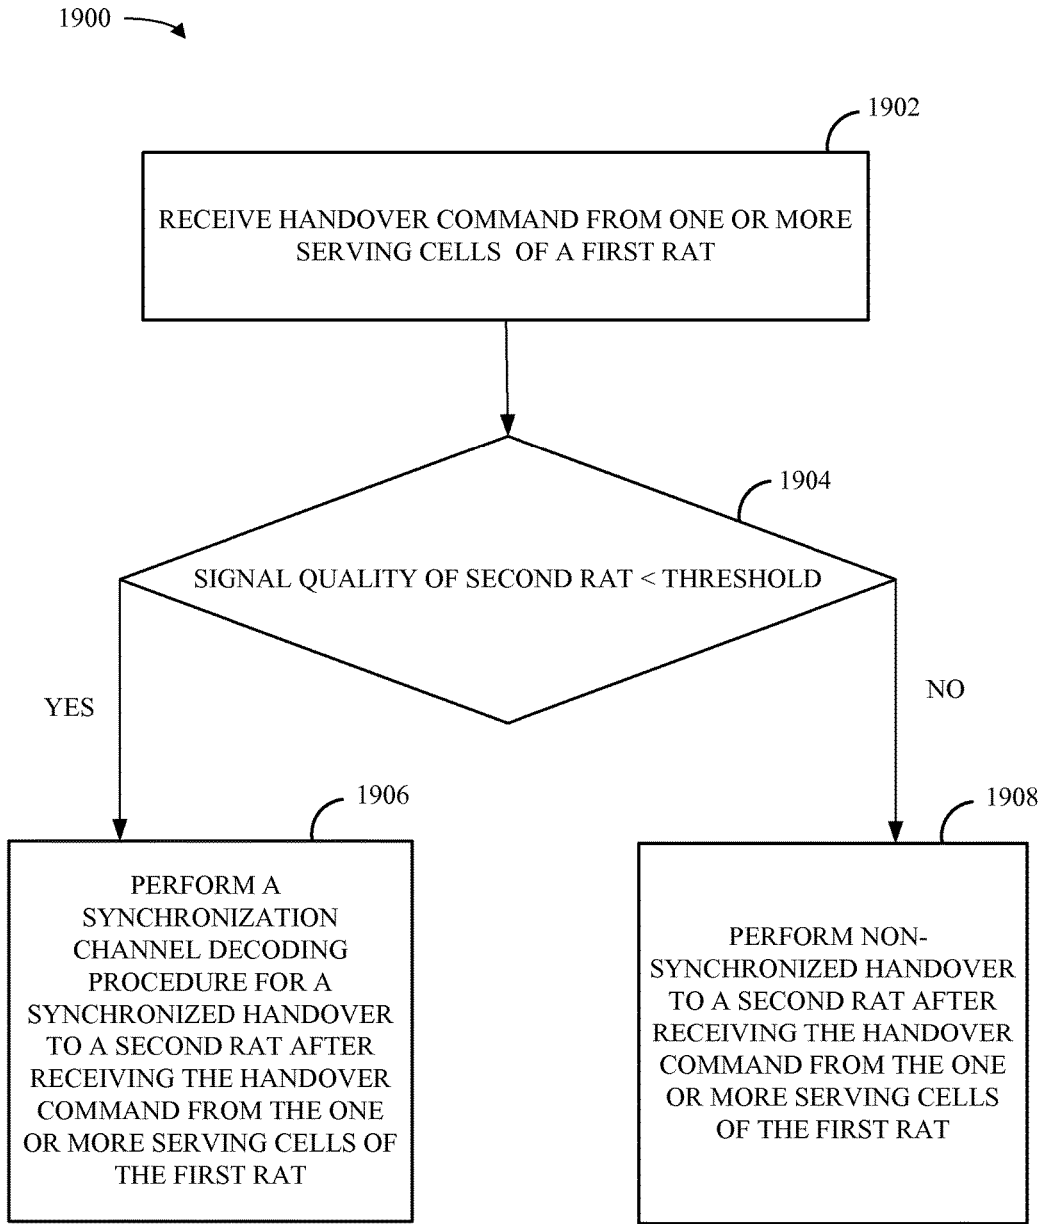 1900
1902
RECEIVE HANDOVER COMMAND FROM ONE OR MORE
SERVING CELLS OF A FIRST RAT
1904
SIGNAL QUALITY OF SECOND RAT < THRESHOLD
YES
NO
1906
PERFORM A
SYNCHRONIZATION
CHANNEL DECODING
PROCEDURE FOR A
SYNCHRONIZED HANDOVER
TO A SECOND RAT AFTER
RECEIVING THE HANDOVER
COMMAND FROM THE ONE
OR MORE SERVING CELLS OF
THE FIRST RAT
1908
PERFORM NON-
SYNCHRONIZED HANDOVER
TO A SECOND RAT AFTER
RECEIVING THE HANDOVER
COMMAND FROM THE ONE
OR MORE SERVING CELLS
OF THE FIRST RAT